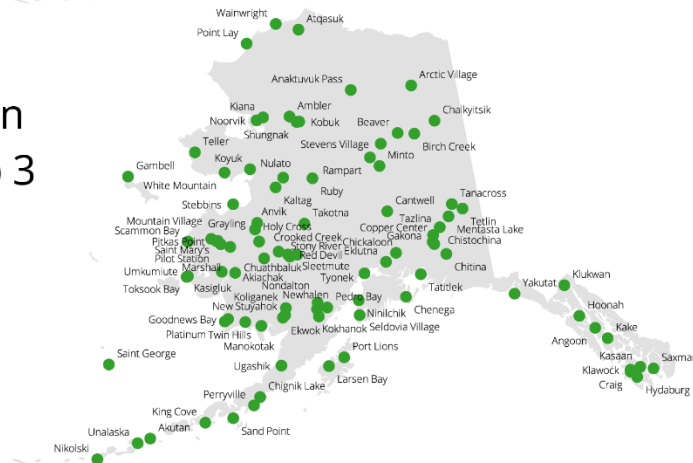 Wainwright
Atqasuk
Point Lay
Anaktuvuk Pass
Arctic Village
n
Kiana
Ambler
Chalkyitsik
Noorvik
Kobuk
Beaver
Shungnak
Stevens Village
Birch Creek
Teller
3
Koyuk
Nulato
Minto
Gambell
Rampart
White Mountain
Ruby
Tanacross
Stebbins
Kaltag
Cantwell
Mountain Village
Grayling
Anvik
Takotna
Tazlina
Tetlin
Scammon Bay
Holy Cross
Copper Center
Mentasta Lake
Pitkas Point
Crooked Creek
Gakona
Chistochina
Saint Mary's
Stony River
Chickaloon
Pilot Station
Red Devil
Eklutna
Umkumiute
Marshall
Chuathbaluk
Sleetmute
Chitina
Akiachak
Tyonek
Toksook Bay
Kasigluk
Nondalton
Tatitlek
Yakutat
Klukwan
Koliganek
Newhalen
Pedro Bay
Hoonah
New Stuyahok
Ninilchik
Chenega
Goodnews Bay
Platinum
Twin Hills
Ekwok
Kokhanok
Seldovia Village
Angoon
Kake
Manokotak
Port Lions
Kasaan
Saint George
Saxma
Ugashik
Larsen Bay
Klawock
Chignik Lake
Craig
Hydaburg
Perryville
King Cove
Unalaska
Akutan
Sand Point
Nikolski